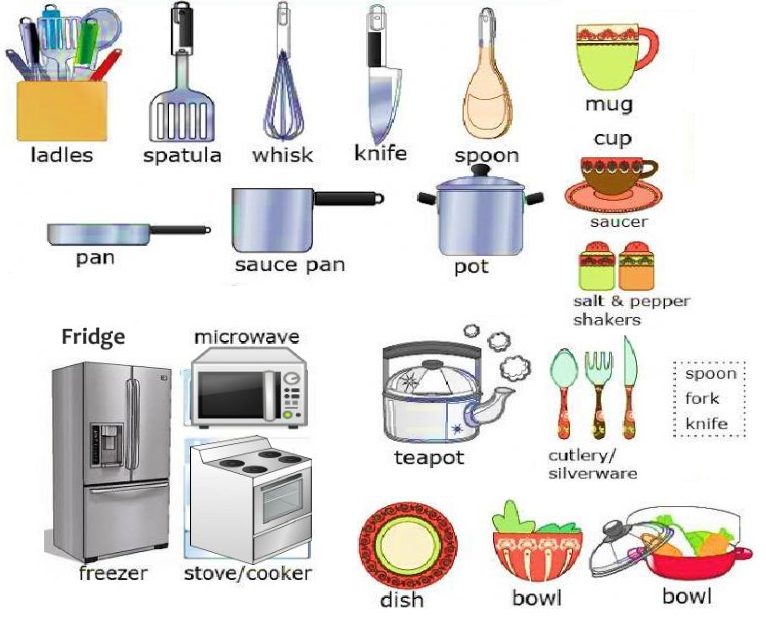 ladles
spatula
whisk
knife
spoon
mug
cup
saucer
pan
sauce pan
pot
salt & pepper
shakers
Fridge
microwave
teapot
cutlery/
silverware
spoon
fork
knife
freezer
stove/cooker
dish
bowl
bowl